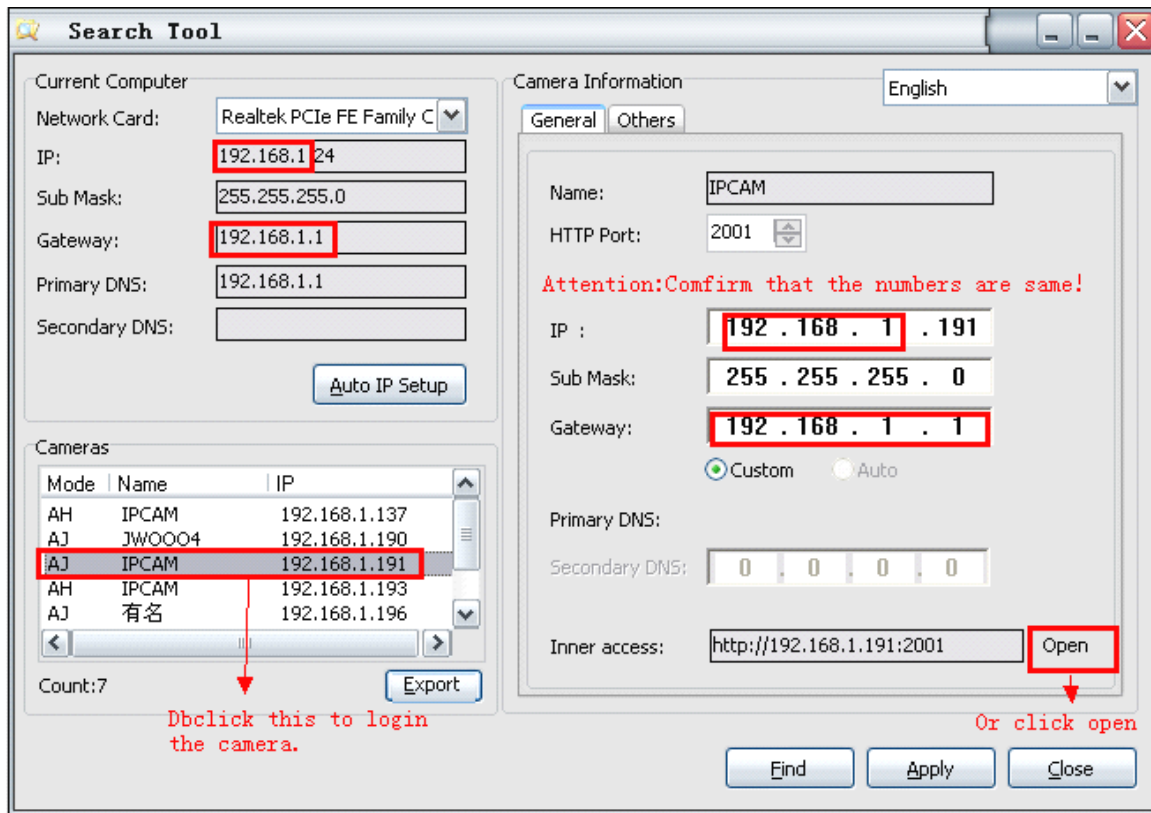 Search Tool
Current Computer
Network Card: Realtek PCIe FE Family C
IP: 192.168.1.24
Sub Mask: 255.255.255.0
Gateway: 192.168.1.1
Primary DNS: 192.168.1.1
Secondary DNS:
Auto IP Setup
Cameras
Mode Name IP
AH IPCAM 192.168.1.137
AJ JWOOO4 192.168.1.190
AJ IPCAM 192.168.1.191
AH IPCAM 192.168.1.193
AJ 有名 192.168.1.196
Count:7
Export
Dbclick this to login
the camera.
Camera Information
English
General Others
Name: IPCAM
HTTP Port: 2001
Attention:Comfirm that the numbers are same!
IP : 192 . 168 . 1 . 191
Sub Mask: 255 . 255 . 255 . 0
Gateway: 192 . 168 . 1 . 1
Custom Auto
Primary DNS:
Secondary DNS: 0 . 0 . 0 . 0
Inner access: http://192.168.1.191:2001 Open
Or click open
Find Apply Close